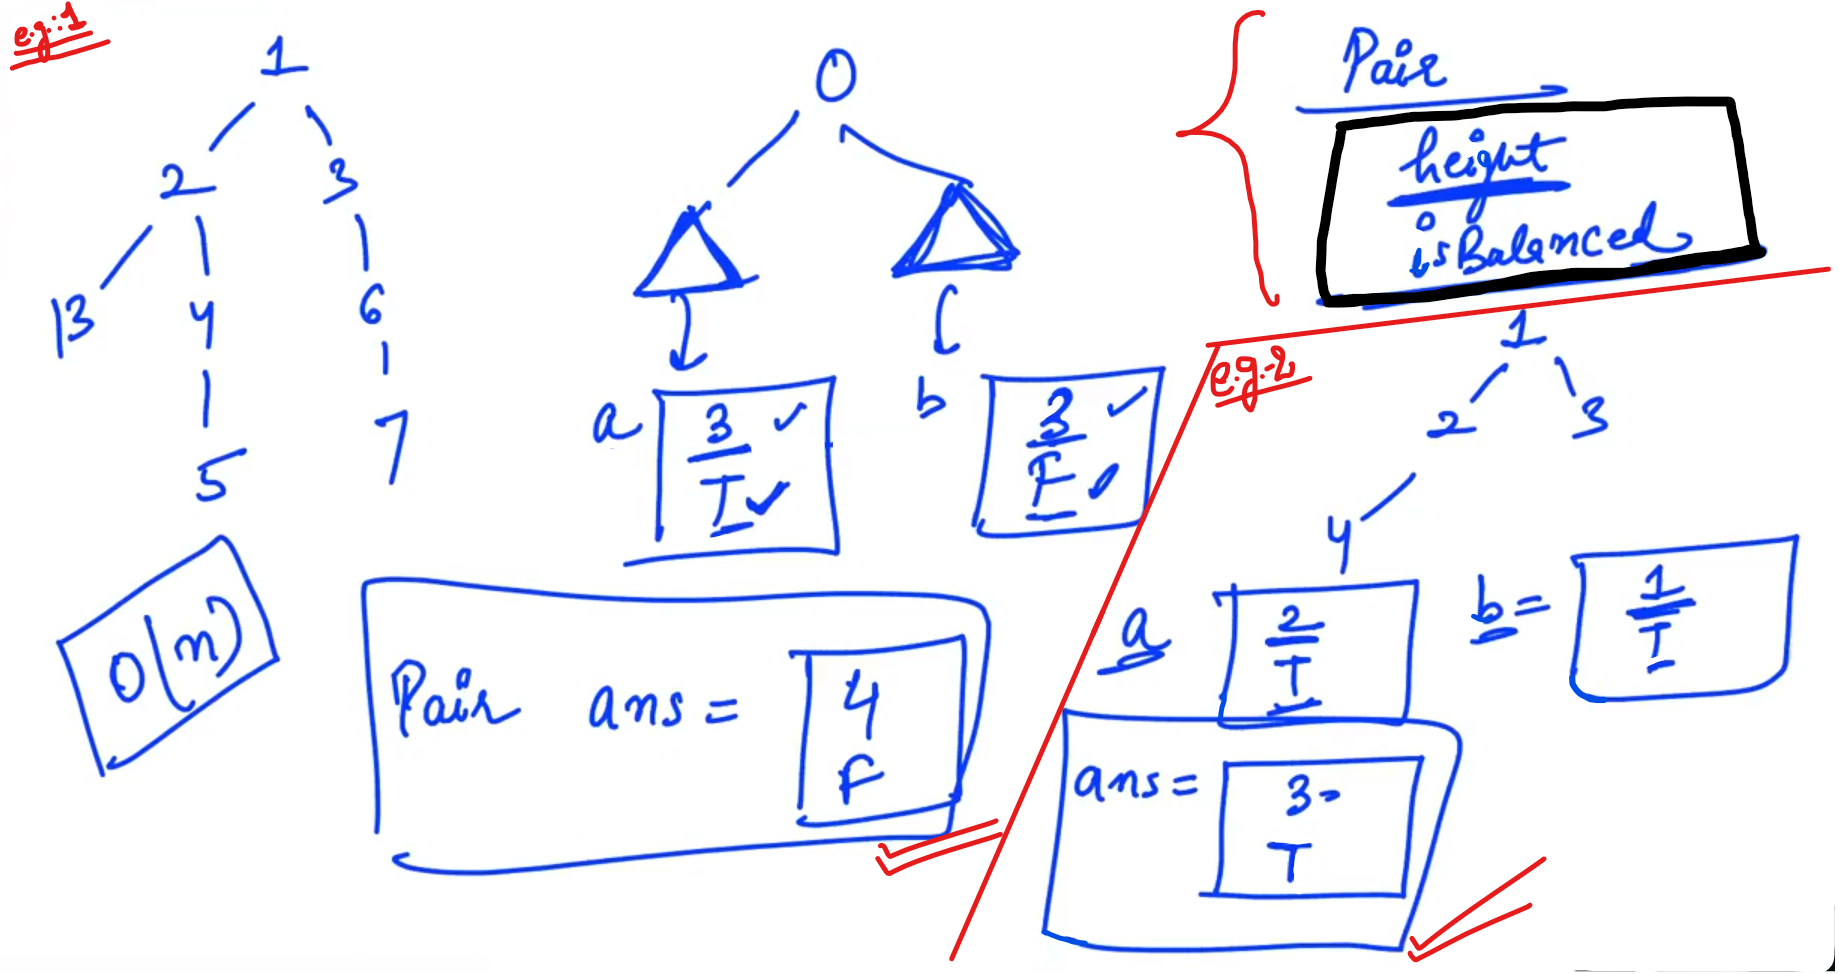 e.g:1
1
2 3
13 4 6
5 7
O(n)
O
a 3 T
b 3 F
Pair ans = 4 F
Pair
height
isBalanced
e.g-2
1
2 3
4
a 2 T
b = 1 T
ans = 3 T